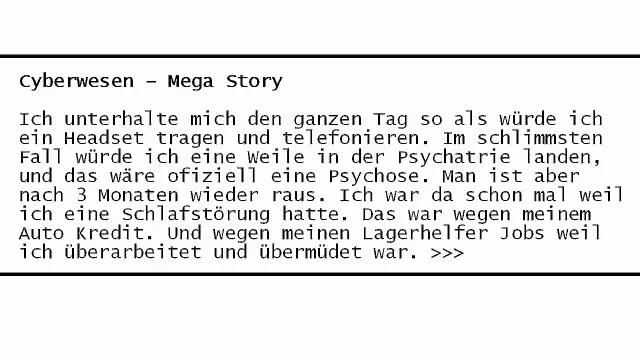 Cyberwesen – Mega Story
Ich unterhalte mich den ganzen Tag so als würde ich
ein Headset tragen und telefonieren. Im schlimmsten
Fall würde ich eine Weile in der Psychatrie landen,
und das wäre ofiziell eine Psychose. Man ist aber
nach 3 Monaten wieder raus. Ich war da schon mal weil
ich eine Schlafstörung hatte. Das war wegen meinem
Auto Kredit. Und wegen meinen Lagerhelfer Jobs weil
ich überarbeitet und übermüdet war. >>>